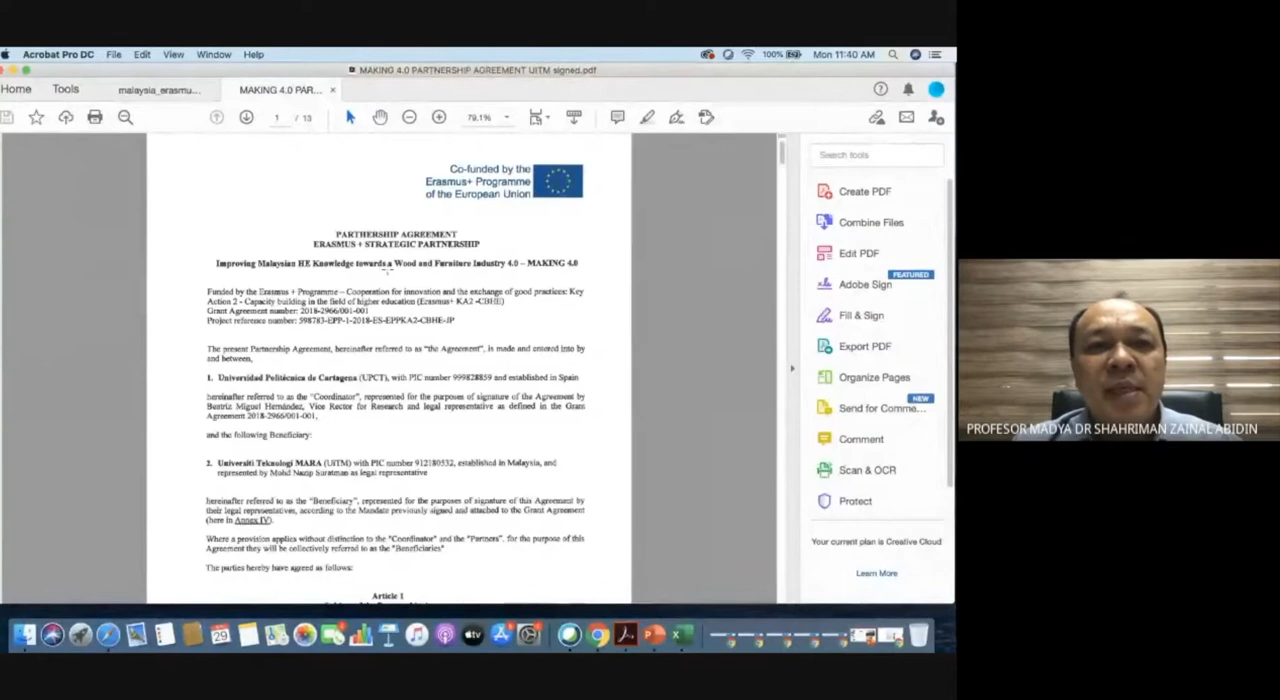 Acrobat Pro DC File Edit View Window Help 100% Mon 11:40 AM
MAKING 4.0 PARTNERSHIP AGREEMENT UITM signed.pdf
Home Tools malaysia_erasmu... MAKING 4.0 PAR... ×
1 / 13 79.1%
Co-funded by the
Erasmus+ Programme
of the European Union
PARTHERSHIP AGREEMENT
ERASMUS + STRATEGIC PARTNERSHIP
Improving Malaysian HE Knowledge towards a Wood and Furniture Industry 4.0 – MAKING 4.0
Funded by the Erasmus + Programme – Cooperation for innovation and the exchange of good practices: Key
Action 2 - Capacity building in the field of higher education (Erasmus+ KA2 -CBHE)
Grant Agreement number: 2018-2966/001-001
Project reference number: 598783-EPP-1-2018-ES-EPPKA2-CBHE-JP
The present Partnership Agreement, hereinafter referred to as "the Agreement", is made and entered into by
and between,
1. Universidad Politécnica de Cartagena (UPCT), with PIC number 999828859 and established in Spain
hereinafter referred to as the "Coordinator", represented for the purposes of signature of the Agreement by
Beatriz Miguel Hernández, Vice Rector for Research and legal representative as defined in the Grant
Agreement 2018-2966/001-001,
and the following Beneficiary:
2. Universiti Teknologi MARA (UiTM) with PIC number 912180532, established in Malaysia, and
represented by Mohd Nazip Suratman as legal representative
hereinafter referred to as the "Beneficiary", represented for the purposes of signature of this Agreement by
their legal representatives, according to the Mandate previously signed and attached to the Grant Agreement
(here in Annex IV).
Where a provision applies without distinction to the "Coordinator" and the "Partners", for the purpose of this
Agreement they will be collectively referred to as the "Beneficiaries"
The parties hereby have agreed as follows:
Article 1
Search tools
Create PDF
Combine Files
Edit PDF
FEATURED
Adobe Sign
Fill & Sign
Export PDF
Organize Pages
NEW
Send for Comme...
Comment
Scan & OCR
Protect
Your current plan is Creative Cloud
Learn More
PROFESOR MADYA DR SHAHRIMAN ZAINAL ABIDIN
29
tv